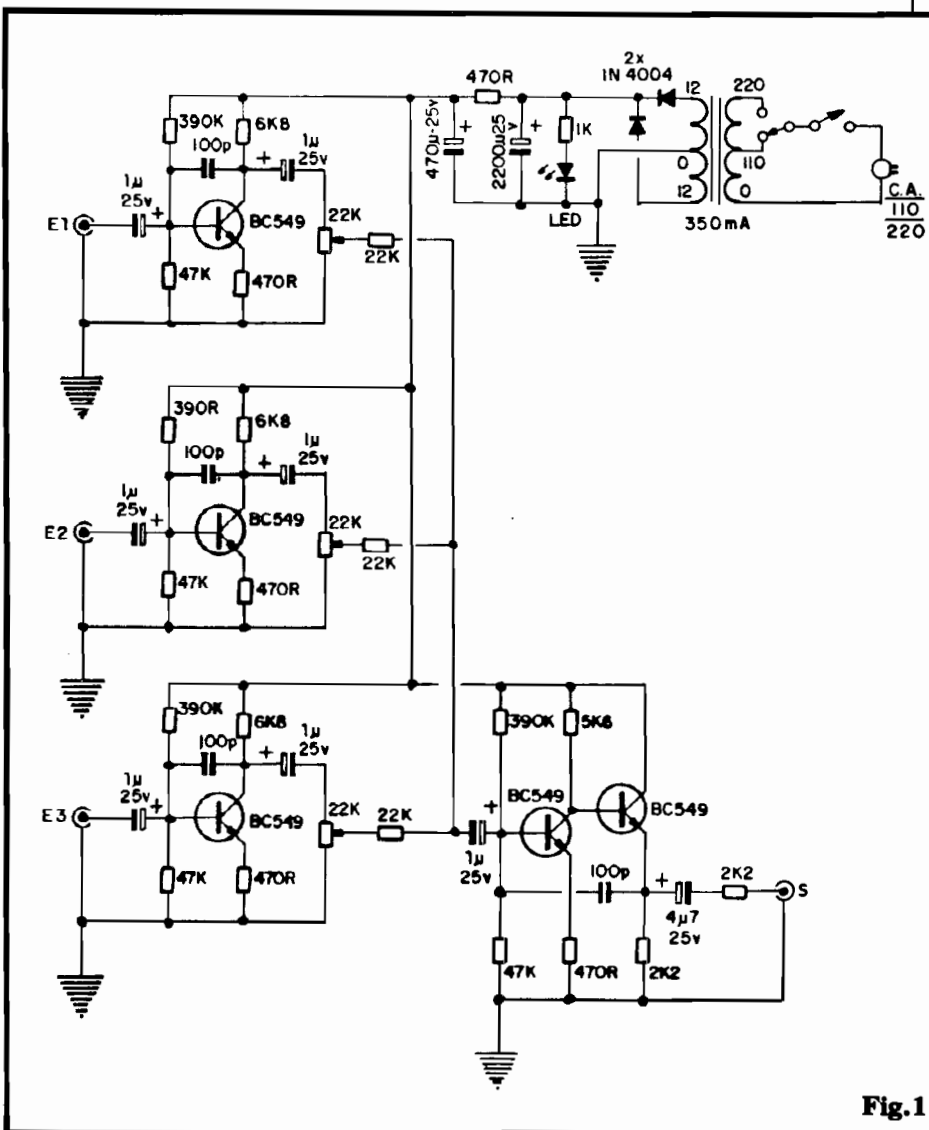 2x
1N 4004
470R
12
220
470µ-25v
+
2200µ25v
+
1K
LED
0
12
110
0
350mA
C.A.
110
220
390K
6K8
100p
+
1µ
25v
1µ
25v
+
E1
BC549
22K
22K
47K
470R
390R
6K8
100p
+
1µ
25v
1µ
25v
+
E2
BC549
22K
22K
47K
470R
390K
6K8
100p
+
1µ
25v
1µ
25v
+
E3
BC549
22K
22K
47K
470R
390K
5K6
+
1µ
25v
BC549
BC549
100p
+
4µ7
25v
2K2
S
47K
470R
2K2
Fig.1